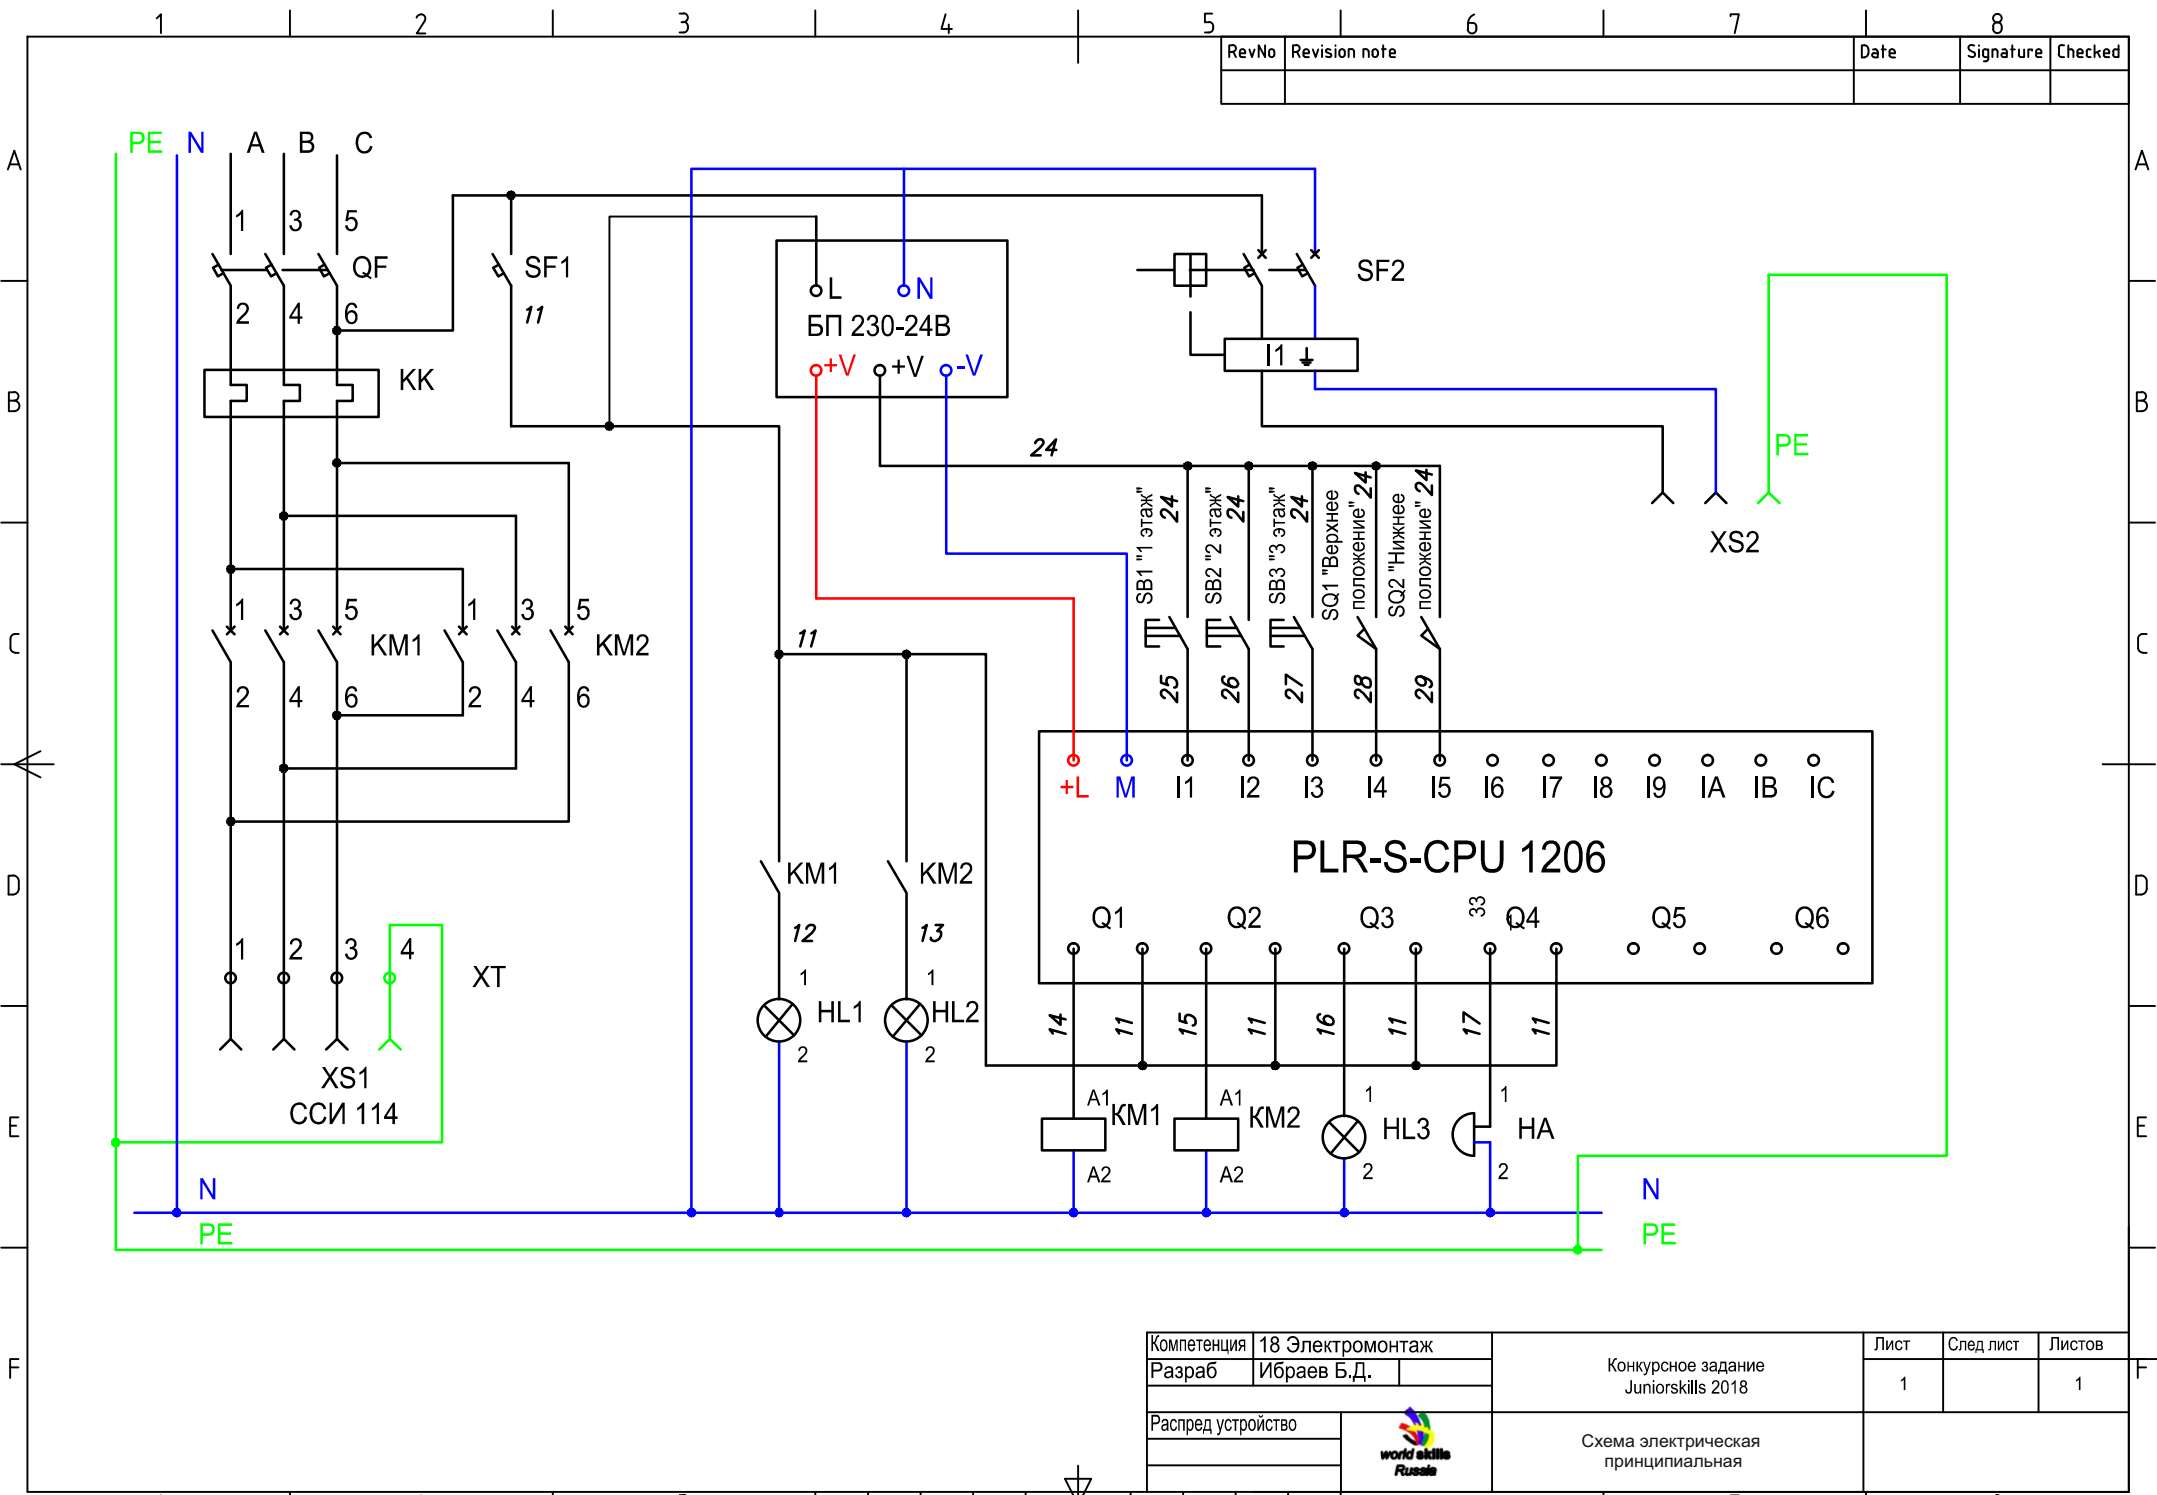 1 2 3 4 5 6 7 8
RevNo Revision note Date Signature Checked
A A
PE N A B C
1 3 5
QF SF1 SF2
2 4 6 11
L N
БП 230-24В
I1
+V +V -V
KK
B B
24
PE
SB1 "1 этаж" 24
SB2 "2 этаж" 24
SB3 "3 этаж" 24
SQ1 "Верхнее
положение" 24
SQ2 "Нижнее
положение" 24
XS2
1 3 5 1 3 5
C KM1 KM2 11 C
2 4 6 2 4 6
25 26 27 28 29
+L M I1 I2 I3 I4 I5 I6 I7 I8 I9 IA IB IC
PLR-S-CPU 1206
KM1 KM2
D D
Q1 Q2 Q3 33 Q4 Q5 Q6
12 13
1 2 3 4 XT
1 1
HL1 HL2
14 11 15 11 16 11 17 11
2 2
XS1
ССИ 114
A1 KM1 A1 KM2 1 HL3 1 HA
E E
A2 A2 2 2
N N
PE PE
F F
Компетенция 18 Электромонтаж
Разраб Ибраев Б.Д.
Конкурсное задание
Juniorskills 2018
Лист След лист Листов
1 1
Распред устройство
world skills
Russia
Схема электрическая
принципиальная